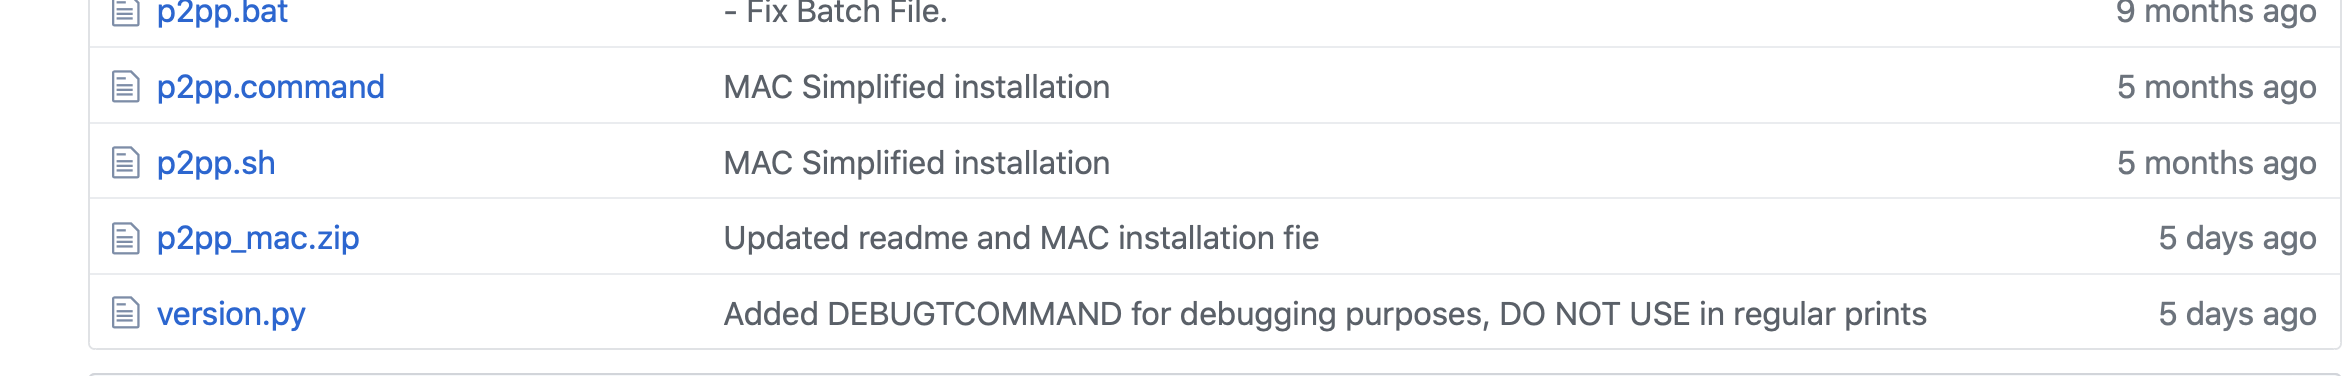 p2pp.bat - Fix Batch File. 9 months ago
p2pp.command MAC Simplified installation 5 months ago
p2pp.sh MAC Simplified installation 5 months ago
p2pp_mac.zip Updated readme and MAC installation fie 5 days ago
version.py Added DEBUGTCOMMAND for debugging purposes, DO NOT USE in regular prints 5 days ago